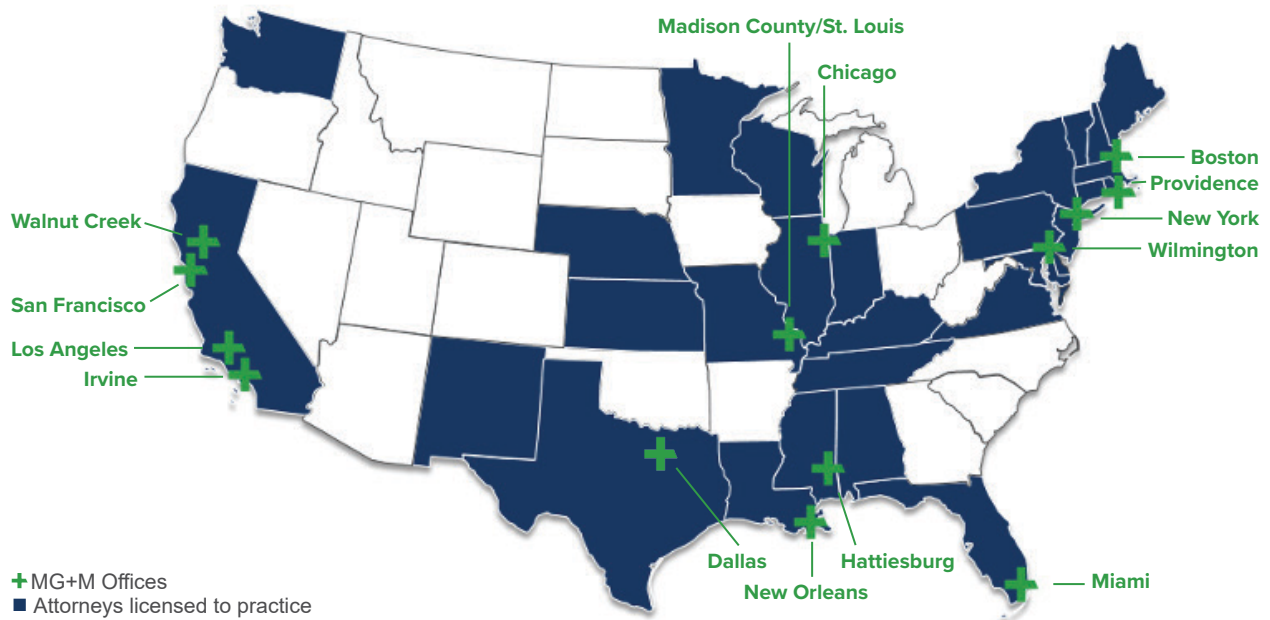 Madison County/St. Louis
Chicago
Boston
Providence
New York
Wilmington
Walnut Creek
San Francisco
Los Angeles
Irvine
Dallas
Hattiesburg
New Orleans
Miami
MG+M Offices
Attorneys licensed to practice